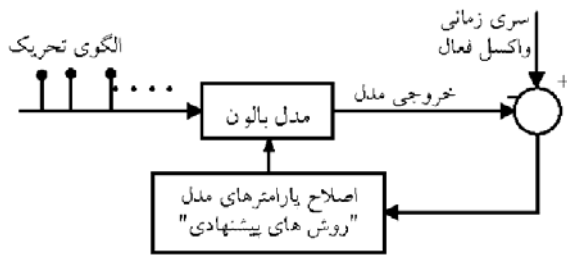 سری زمانی
واکسل فعال
الگوی تحریک
+
-
مدل بالون
خروجی مدل
اصلاح پارامترهای مدل
"روش های پیشنهادی"